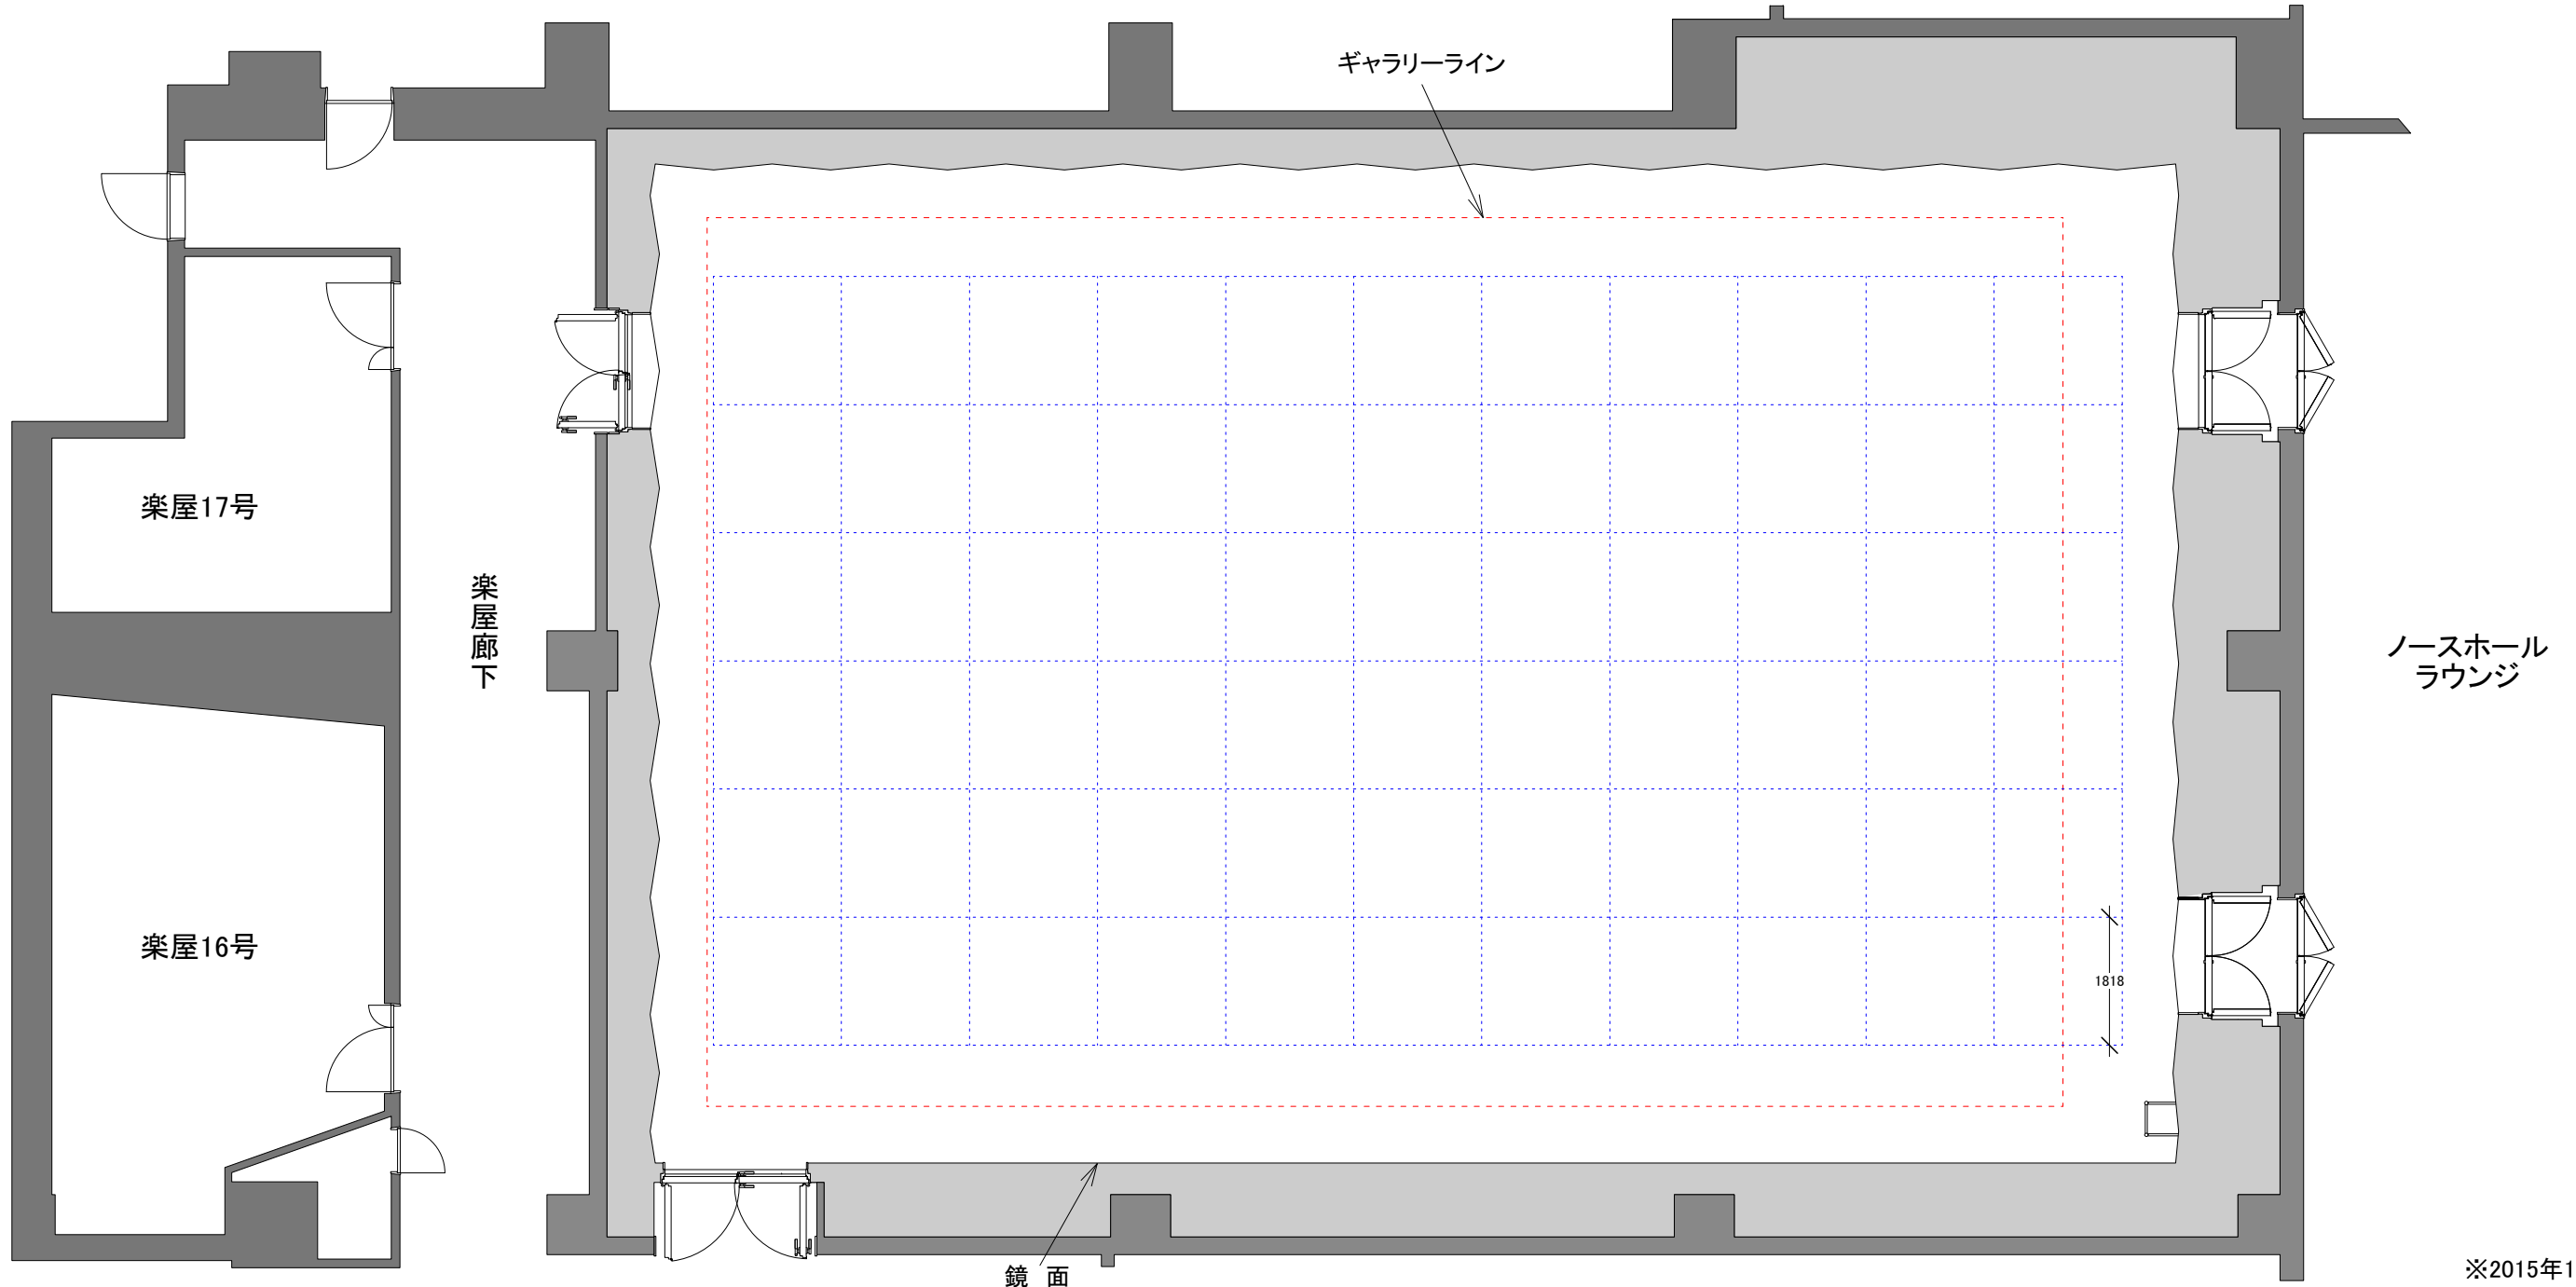 ギャラリーライン
楽屋17号
楽屋廊下
ノースホール
ラウンジ
楽屋16号
1818
鏡 面
※2015年1